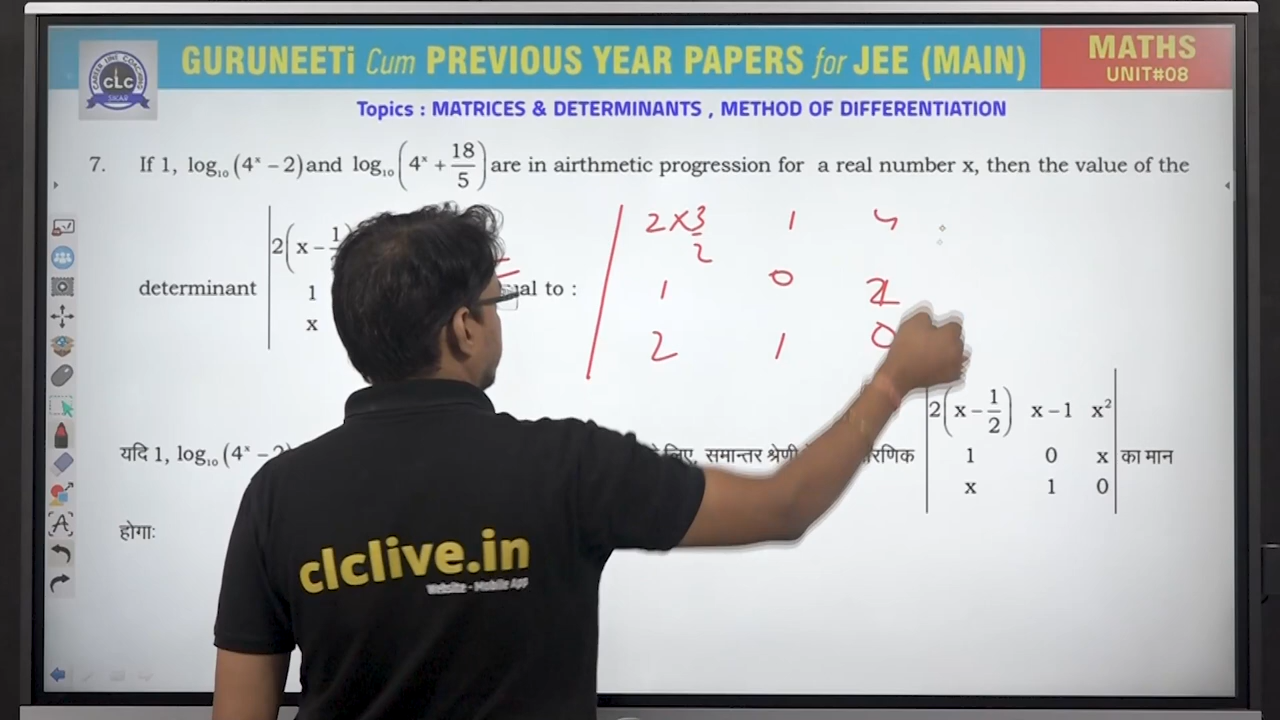 GURUNEETi Cum PREVIOUS YEAR PAPERS for JEE (MAIN)
MATHS
UNIT#08
CLC
SIKAR
Topics : MATRICES & DETERMINANTS , METHOD OF DIFFERENTIATION
7. If 1, log₁₀(4ˣ − 2) and log₁₀(4ˣ + 18/5) are in airthmetic progression for a real number x, then the value of the
2(x − 1
determinant 1 ual to :
x
2 × 3/2 1 4
1 0 2
2 1 0
2(x − 1/2) x − 1 x²
यदि 1, log₁₀(4ˣ − 2) लिए, समान्तर श्रेणी 1 0 x का मान
x 1 0
होगाः
clclive.in
Website - Mobile App